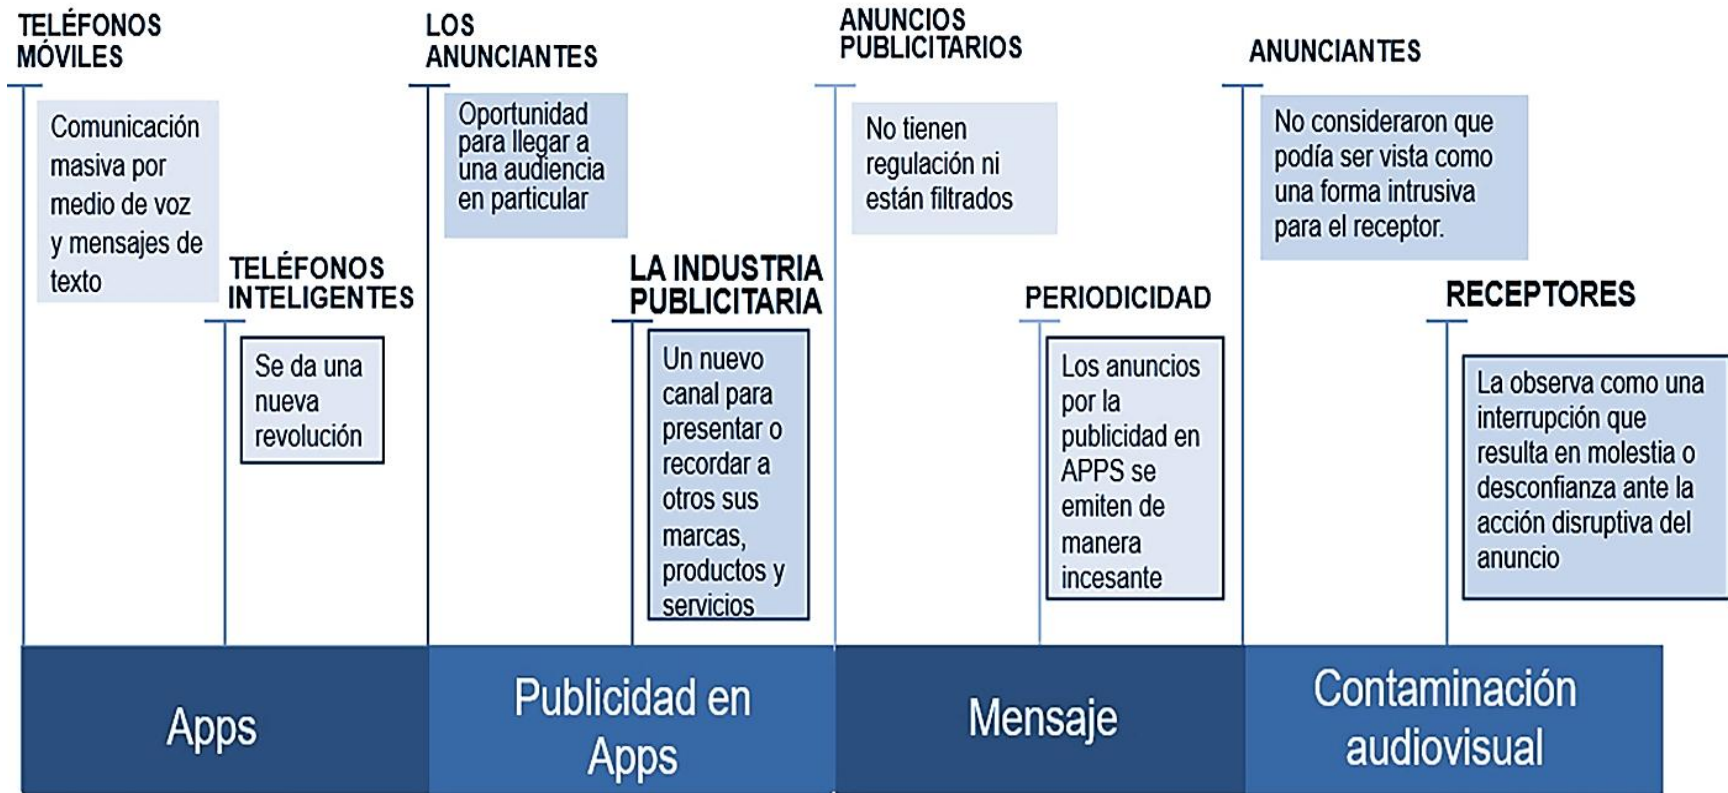 TELÉFONOS
MÓVILES
Comunicación
masiva por
medio de voz
y mensajes de
texto
TELÉFONOS
INTELIGENTES
Se da una
nueva
revolución
LOS
ANUNCIANTES
Oportunidad
para llegar a
una audiencia
en particular
LA INDUSTRIA
PUBLICITARIA
Un nuevo
canal para
presentar o
recordar a
otros sus
marcas,
productos y
servicios
ANUNCIOS
PUBLICITARIOS
No tienen
regulación ni
están filtrados
PERIODICIDAD
Los anuncios
por la
publicidad en
APPS se
emiten de
manera
incesante
ANUNCIANTES
No consideraron que
podía ser vista como
una forma intrusiva
para el receptor.
RECEPTORES
La observa como una
interrupción que
resulta en molestia o
desconfianza ante la
acción disruptiva del
anuncio
Apps
Publicidad en
Apps
Mensaje
Contaminación
audiovisual